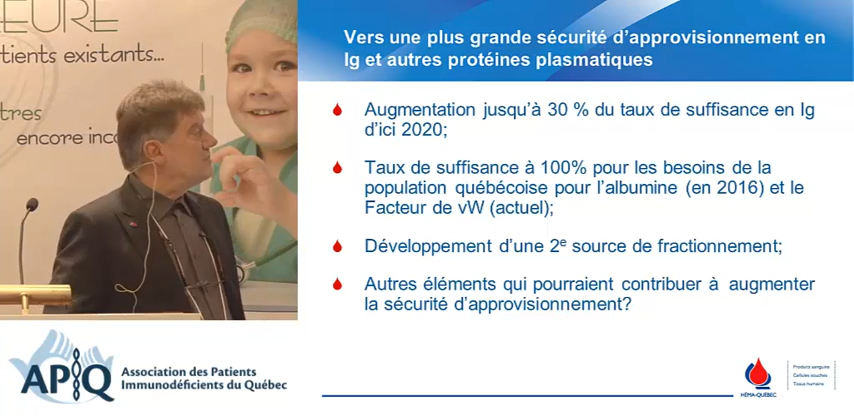 EURE
tients existants...
tres
encore inc
APIQ
Association des Patients
Immunodéficients du Québec
Vers une plus grande sécurité d'approvisionnement en
Ig et autres protéines plasmatiques
Augmentation jusqu'à 30 % du taux de suffisance en Ig
d'ici 2020;
Taux de suffisance à 100% pour les besoins de la
population québécoise pour l'albumine (en 2016) et le
Facteur de vW (actuel);
Développement d'une 2e source de fractionnement;
Autres éléments qui pourraient contribuer à augmenter
la sécurité d'approvisionnement?
HÉMA-QUÉBEC
Produits sanguins
Cellules souches
Tissus humains